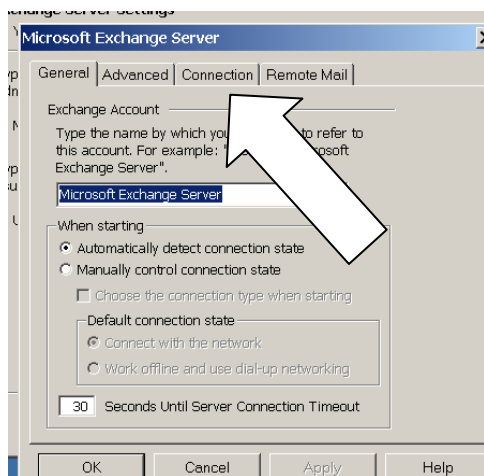 Microsoft Exchange Server
General Advanced Connection Remote Mail
Exchange Account
Type the name by which you to refer to
this account. For example: "
Exchange Server".
Microsoft Exchange Server
When starting
Automatically detect connection state
Manually control connection state
Choose the connection type when starting
Default connection state
Connect with the network
Work offline and use dial-up networking
30 Seconds Until Server Connection Timeout
OK Cancel Apply Help